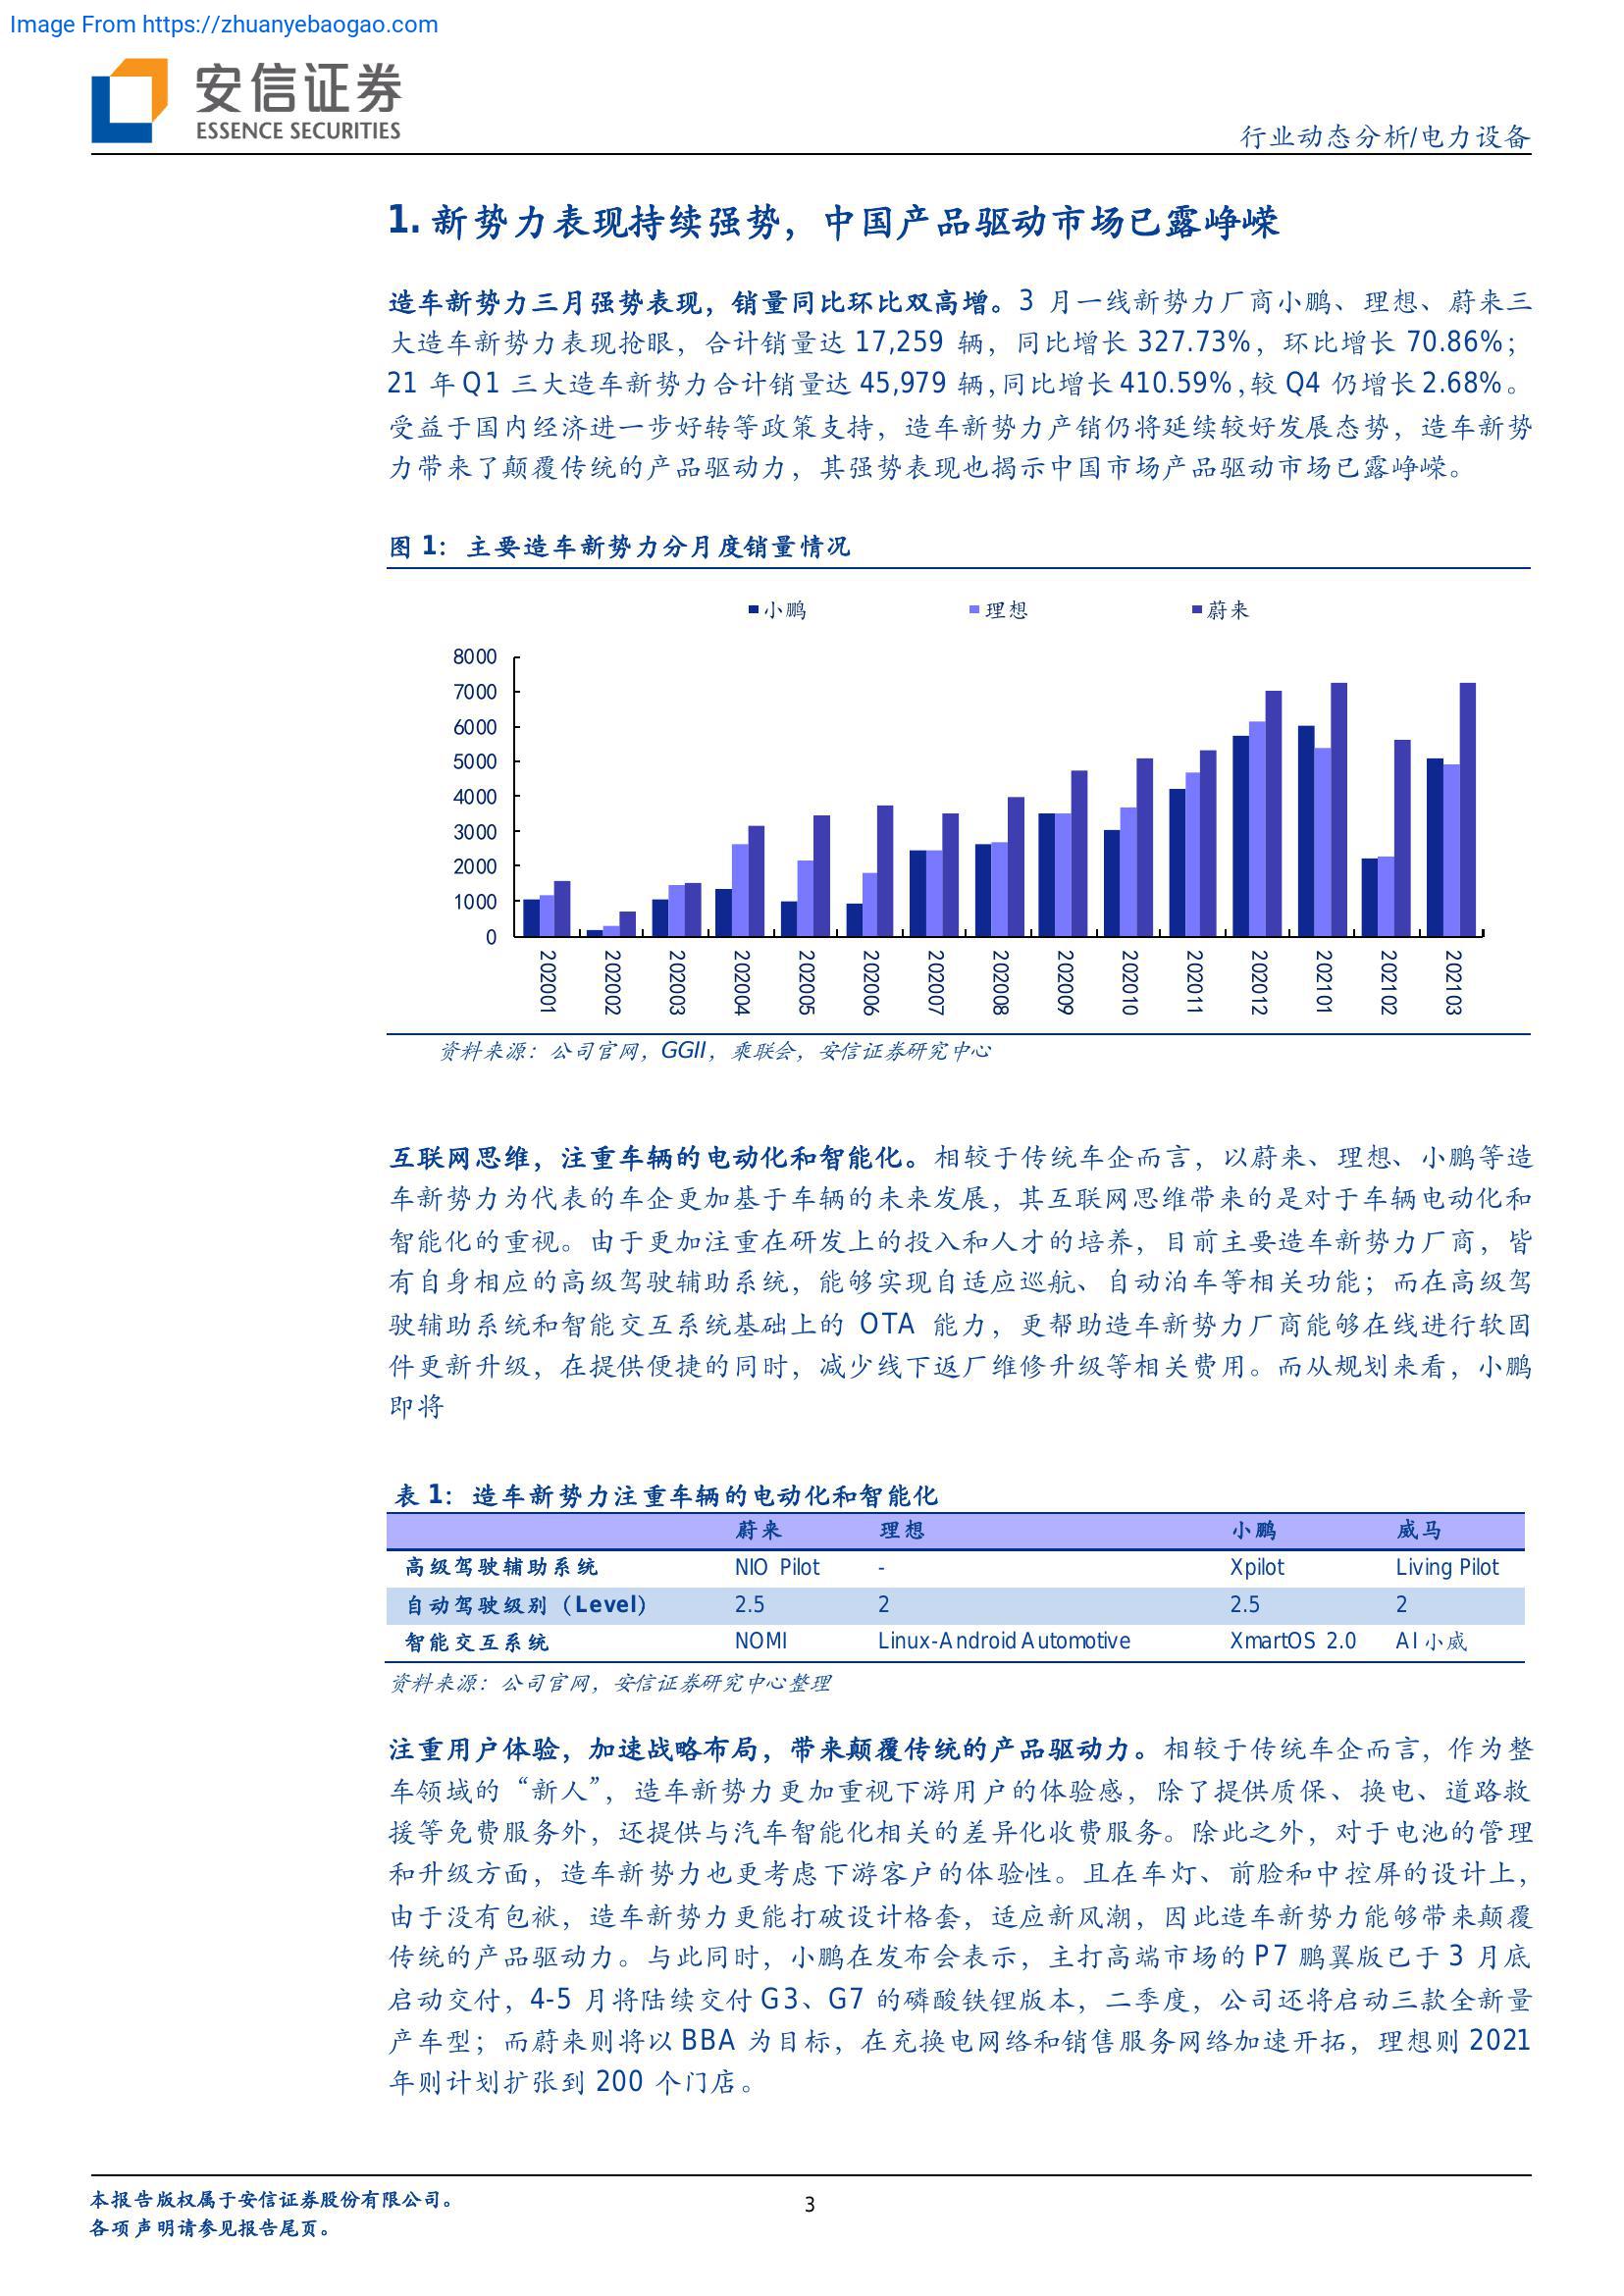 Image From https://zhuanyebaogao.com
安信证券
ESSENCE SECURITIES
行业动态分析/电力设备
1. 新势力表现持续强势，中国产品驱动市场已露峥嵘
造车新势力三月强势表现，销量同比环比双高增。3 月一线新势力厂商小鹏、理想、蔚来三
大造车新势力表现抢眼，合计销量达 17,259 辆，同比增长 327.73%，环比增长 70.86%；
21 年 Q1 三大造车新势力合计销量达 45,979 辆，同比增长 410.59%，较 Q4 仍增长 2.68%。
受益于国内经济进一步好转等政策支持，造车新势力产销仍将延续较好发展态势，造车新势
力带来了颠覆传统的产品驱动力，其强势表现也揭示中国市场产品驱动市场已露峥嵘。
图 1：主要造车新势力分月度销量情况
小鹏 理想 蔚来
8000
7000
6000
5000
4000
3000
2000
1000
0
202001 202002 202003 202004 202005 202006 202007 202008 202009 202010 202011 202012 202101 202102 202103
资料来源：公司官网，GGII，乘联会，安信证券研究中心
互联网思维，注重车辆的电动化和智能化。相较于传统车企而言，以蔚来、理想、小鹏等造
车新势力为代表的车企更加基于车辆的未来发展，其互联网思维带来的是对于车辆电动化和
智能化的重视。由于更加注重在研发上的投入和人才的培养，目前主要造车新势力厂商，皆
有自身相应的高级驾驶辅助系统，能够实现自适应巡航、自动泊车等相关功能；而在高级驾
驶辅助系统和智能交互系统基础上的 OTA 能力，更帮助造车新势力厂商能够在线进行软固
件更新升级，在提供便捷的同时，减少线下返厂维修升级等相关费用。而从规划来看，小鹏
即将
表 1：造车新势力注重车辆的电动化和智能化
蔚来 理想 小鹏 威马
高级驾驶辅助系统 NIO Pilot - Xpilot Living Pilot
自动驾驶级别（Level） 2.5 2 2.5 2
智能交互系统 NOMI Linux-Android Automotive XmartOS 2.0 AI 小威
资料来源：公司官网，安信证券研究中心整理
注重用户体验，加速战略布局，带来颠覆传统的产品驱动力。相较于传统车企而言，作为整
车领域的“新人”，造车新势力更加重视下游用户的体验感，除了提供质保、换电、道路救
援等免费服务外，还提供与汽车智能化相关的差异化收费服务。除此之外，对于电池的管理
和升级方面，造车新势力也更考虑下游客户的体验性。且在车灯、前脸和中控屏的设计上，
由于没有包袱，造车新势力更能打破设计格套，适应新风潮，因此造车新势力能够带来颠覆
传统的产品驱动力。与此同时，小鹏在发布会表示，主打高端市场的 P7 鹏翼版已于 3 月底
启动交付，4-5 月将陆续交付 G3、G7 的磷酸铁锂版本，二季度，公司还将启动三款全新量
产车型；而蔚来则将以 BBA 为目标，在充换电网络和销售服务网络加速开拓，理想则 2021
年则计划扩张到 200 个门店。
本报告版权属于安信证券股份有限公司。
各项声明请参见报告尾页。
3